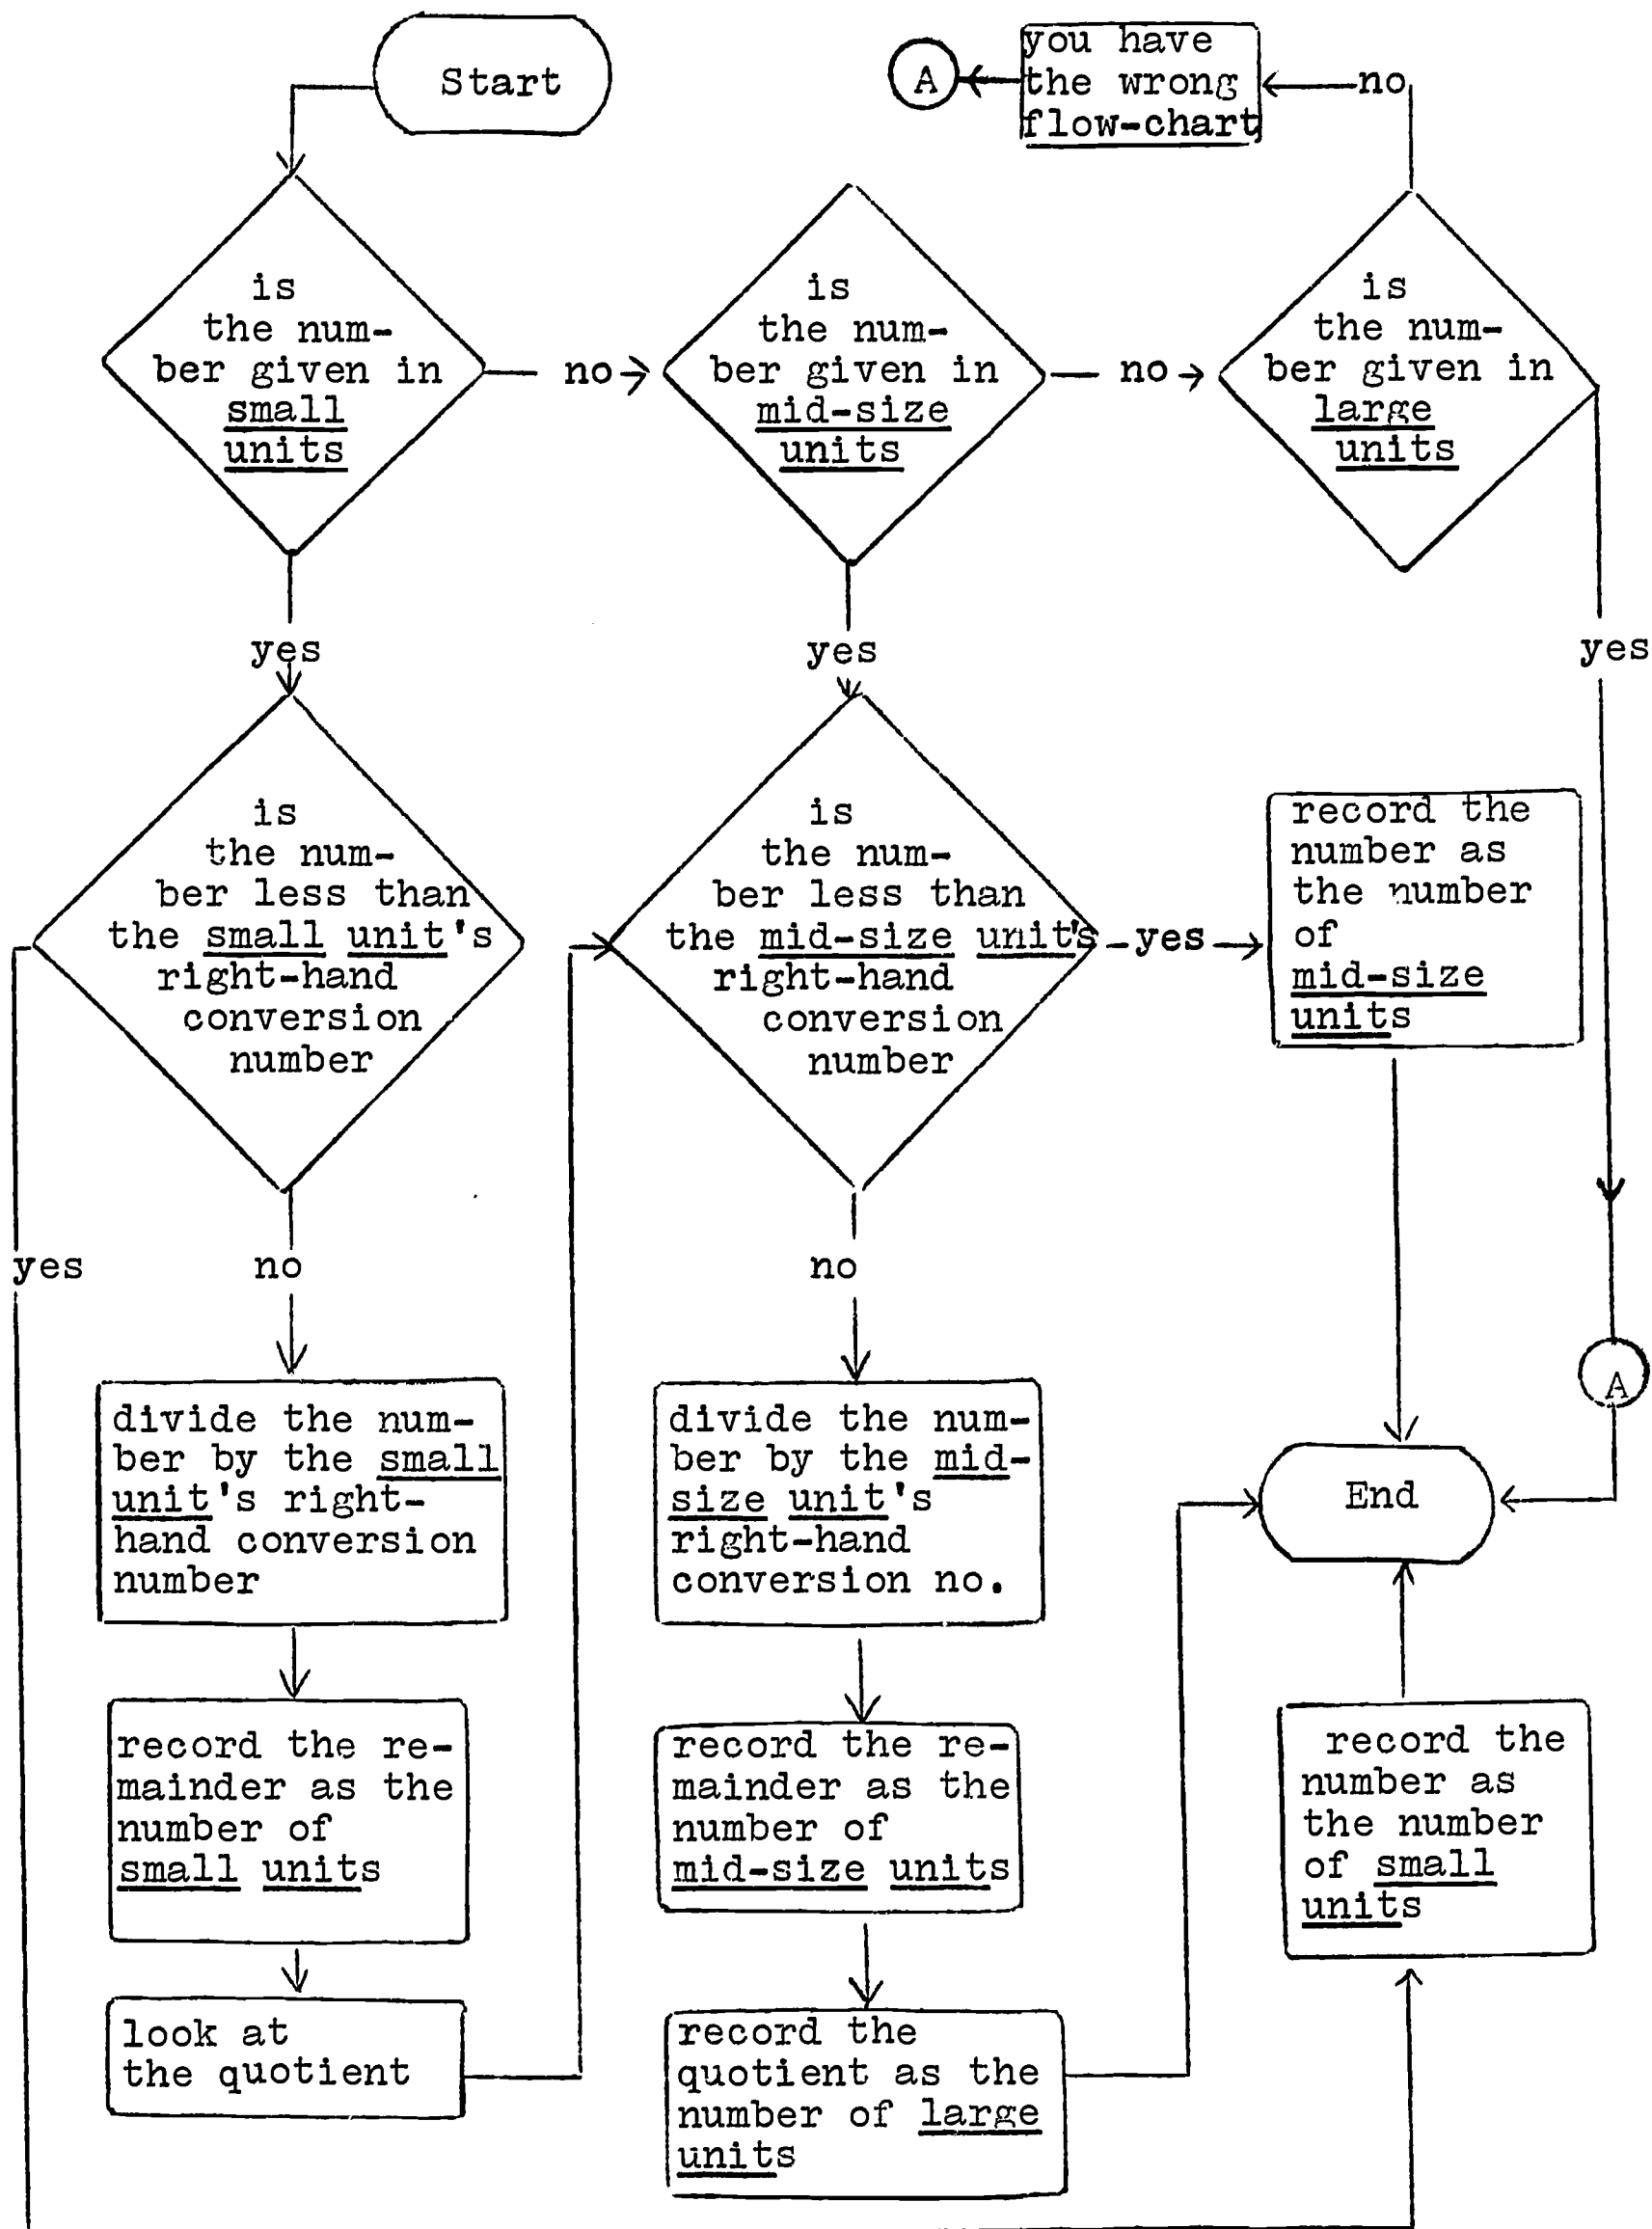 Start
is
the num-
ber given in
small
units
no
is
the num-
ber given in
mid-size
units
no
is
the num-
ber given in
large
units
no
you have
the wrong
flow-chart
A
yes
yes
yes
is
the num-
ber less than
the small unit's
right-hand
conversion
number
is
the num-
ber less than
the mid-size unit's
right-hand
conversion
number
yes
record the
number as
the number
of
mid-size
units
yes
no
no
A
divide the num-
ber by the small
unit's right-
hand conversion
number
divide the num-
ber by the mid-
size unit's
right-hand
conversion no.
End
record the re-
mainder as the
number of
small units
record the re-
mainder as the
number of
mid-size units
record the
number as
the number
of small
units
look at
the quotient
record the
quotient as the
number of large
units